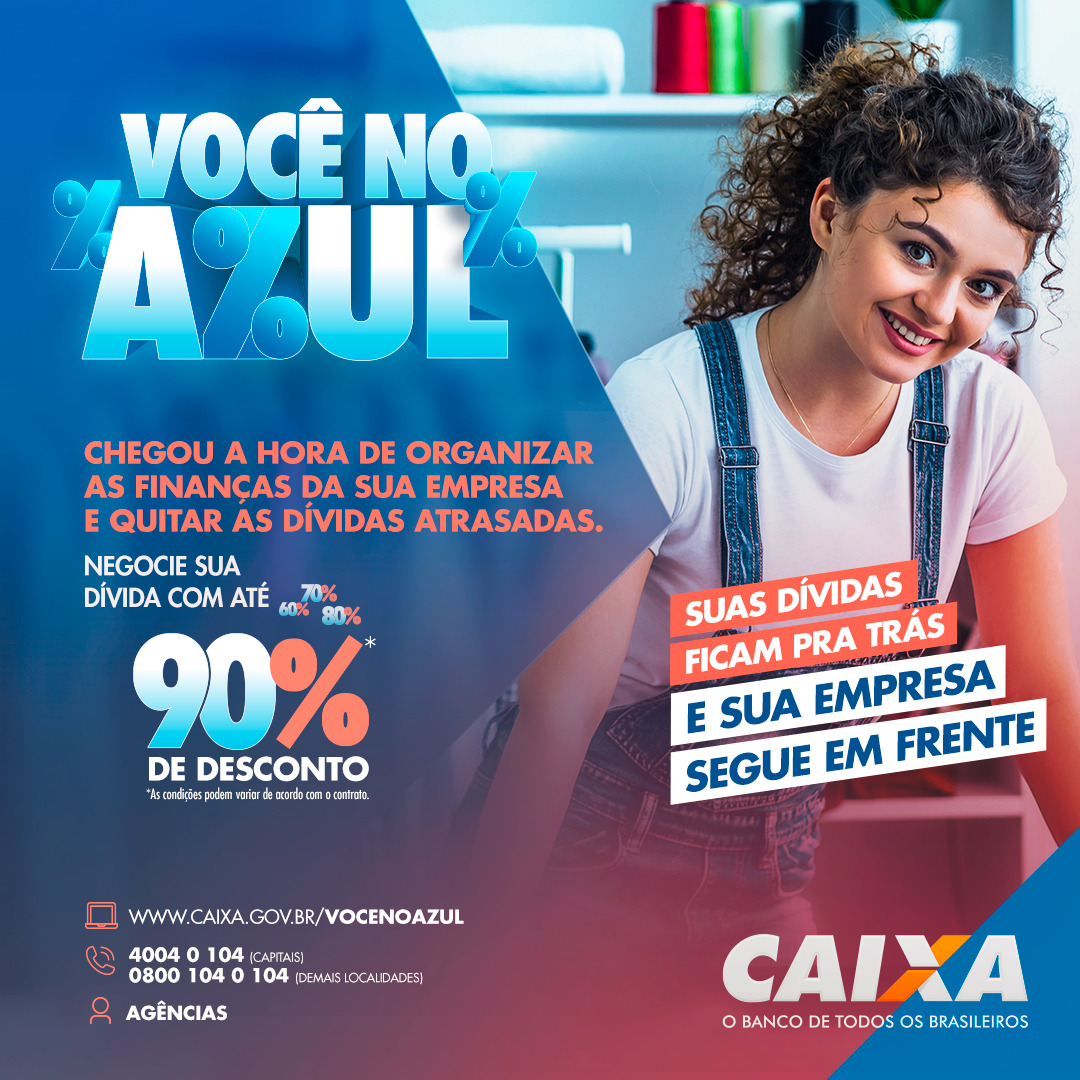 VOCÊ NO
% AZUL %
CHEGOU A HORA DE ORGANIZAR
AS FINANÇAS DA SUA EMPRESA
E QUITAR AS DÍVIDAS ATRASADAS.
NEGOCIE SUA
DÍVIDA COM ATÉ
60% 70% 80%
90%*
DE DESCONTO
*As condições podem variar de acordo com o contrato.
SUAS DÍVIDAS
FICAM PRA TRÁS
E SUA EMPRESA
SEGUE EM FRENTE
WWW.CAIXA.GOV.BR/VOCENOAZUL
4004 0 104 (CAPITAIS)
0800 104 0 104 (DEMAIS LOCALIDADES)
AGÊNCIAS
CAIXA
O BANCO DE TODOS OS BRASILEIROS